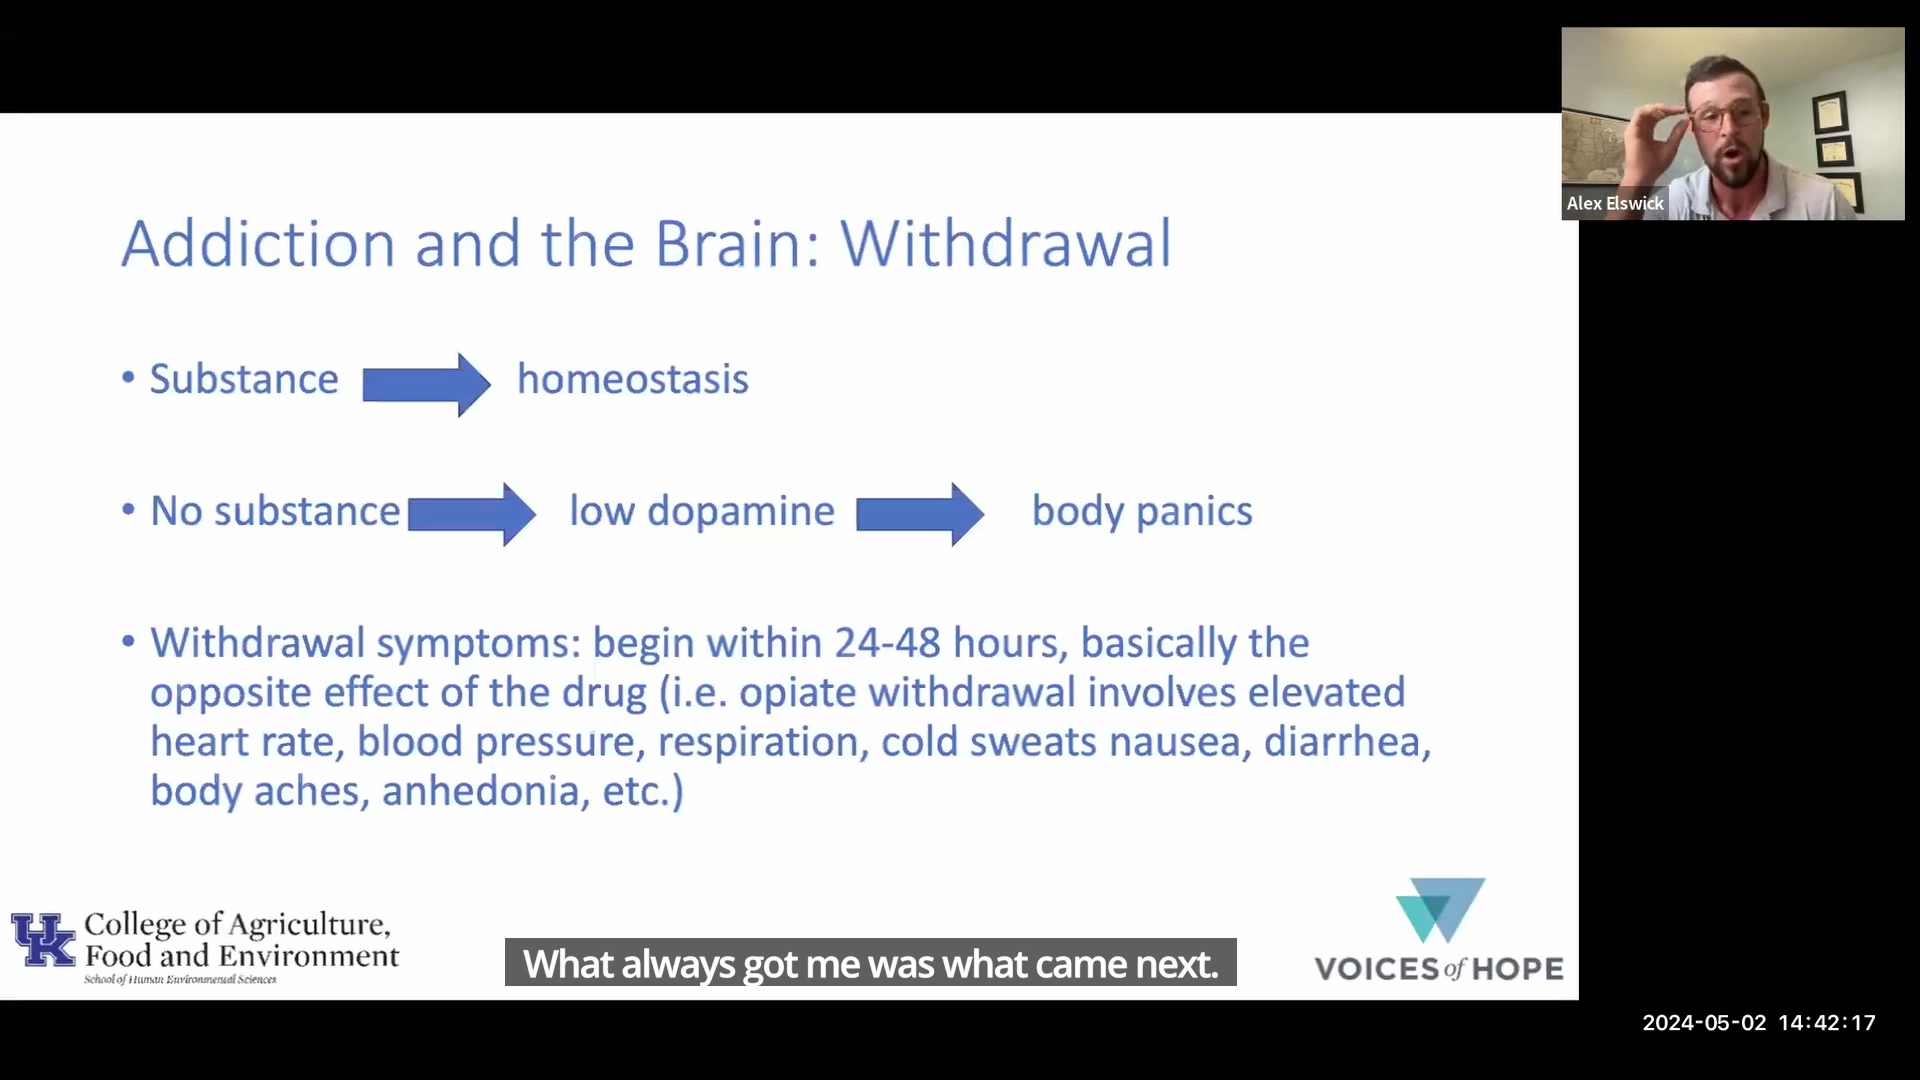 Alex Elswick
Addiction and the Brain: Withdrawal
• Substance homeostasis
• No substance low dopamine body panics
• Withdrawal symptoms: begin within 24-48 hours, basically the
opposite effect of the drug (i.e. opiate withdrawal involves elevated
heart rate, blood pressure, respiration, cold sweats nausea, diarrhea,
body aches, anhedonia, etc.)
UK
College of Agriculture,
Food and Environment
School of Human Environmental Sciences
What always got me was what came next.
VOICES of HOPE
2024-05-02 14:42:17